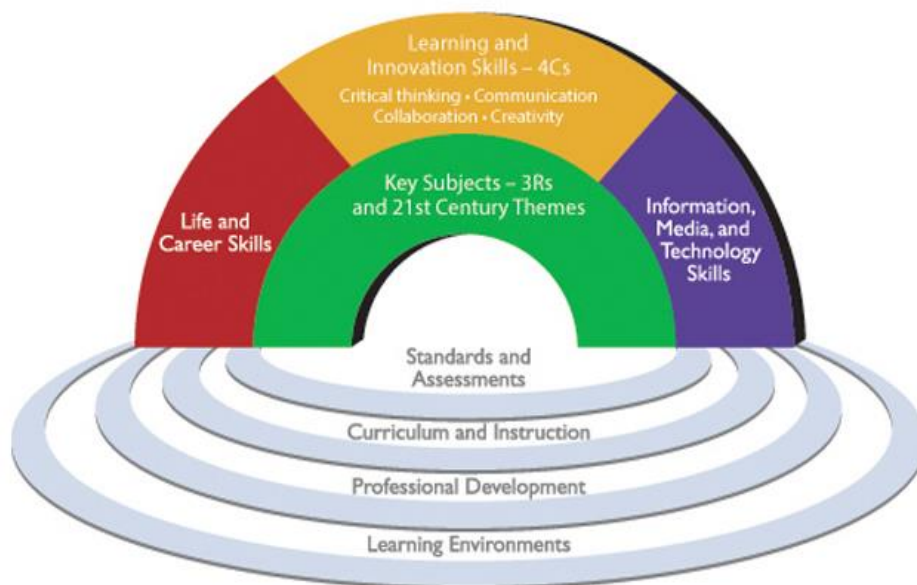 Learning and
Innovation Skills – 4Cs
Critical thinking • Communication
Collaboration • Creativity
Key Subjects – 3Rs
and 21st Century Themes
Life and
Career Skills
Information,
Media, and
Technology
Skills
Standards and
Assessments
Curriculum and Instruction
Professional Development
Learning Environments